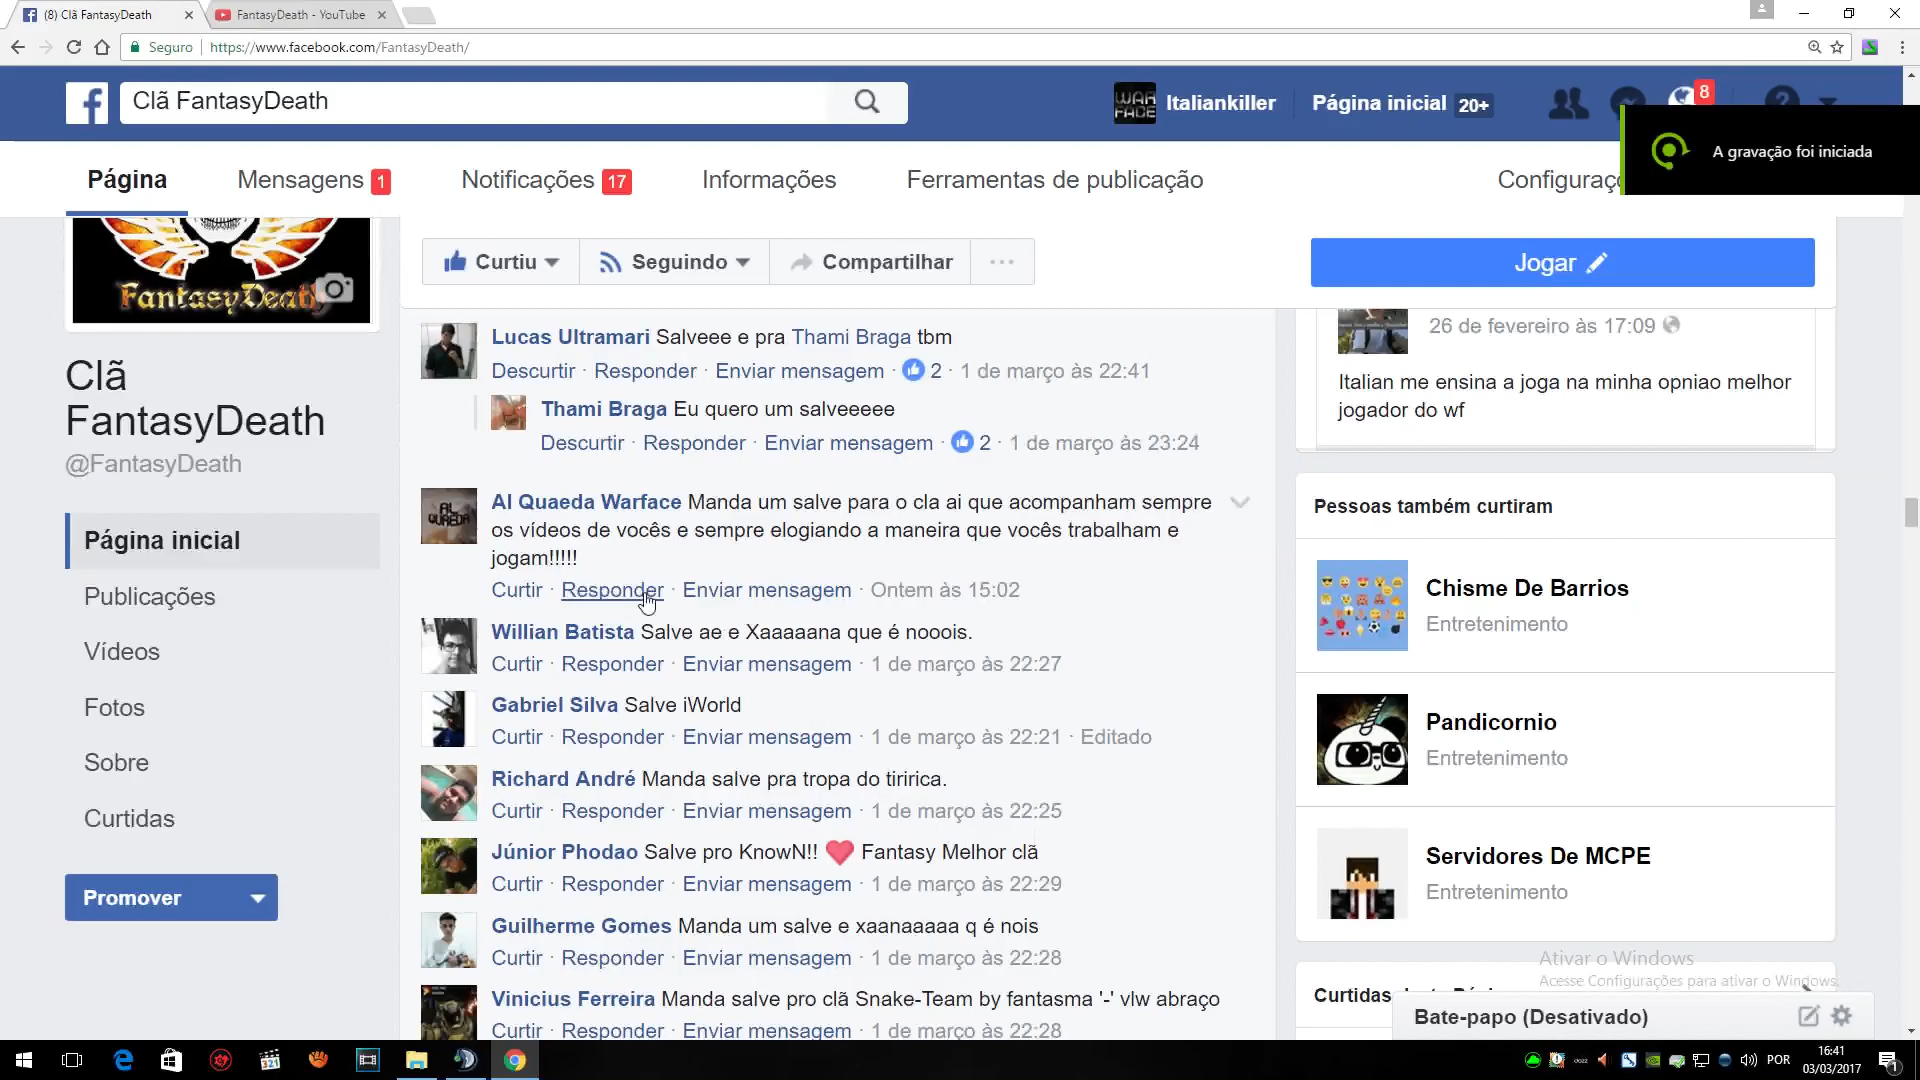 (8) Clã FantasyDeath
FantasyDeath - YouTube
Seguro
https://www.facebook.com/FantasyDeath/
Clã FantasyDeath
WAR FACE
Italiankiller
Página inicial 20+
8
A gravação foi iniciada
Página
Mensagens 1
Notificações 17
Informações
Ferramentas de publicação
Configuraç
FantasyDeath
Curtiu
Seguindo
Compartilhar
Jogar
Clã
FantasyDeath
@FantasyDeath
Página inicial
Publicações
Vídeos
Fotos
Sobre
Curtidas
Promover
Lucas Ultramari Salveee e pra Thami Braga tbm
Descurtir · Responder · Enviar mensagem · 2 · 1 de março às 22:41
Thami Braga Eu quero um salveeeee
Descurtir · Responder · Enviar mensagem · 2 · 1 de março às 23:24
AL QUAEDA
Al Quaeda Warface Manda um salve para o cla ai que acompanham sempre
os vídeos de vocês e sempre elogiando a maneira que vocês trabalham e
jogam!!!!!
Curtir · Responder · Enviar mensagem · Ontem às 15:02
Willian Batista Salve ae e Xaaaaana que é nooois.
Curtir · Responder · Enviar mensagem · 1 de março às 22:27
Gabriel Silva Salve iWorld
Curtir · Responder · Enviar mensagem · 1 de março às 22:21 · Editado
Richard André Manda salve pra tropa do tiririca.
Curtir · Responder · Enviar mensagem · 1 de março às 22:25
Júnior Phodao Salve pro KnowN!! ❤ Fantasy Melhor clã
Curtir · Responder · Enviar mensagem · 1 de março às 22:29
Guilherme Gomes Manda um salve e xaanaaaaa q é nois
Curtir · Responder · Enviar mensagem · 1 de março às 22:28
Vinicius Ferreira Manda salve pro clã Snake-Team by fantasma '-' vlw abraço
Curtir · Responder · Enviar mensagem · 1 de março às 22:28
26 de fevereiro às 17:09
Italian me ensina a joga na minha opniao melhor
jogador do wf
Pessoas também curtiram
Chisme De Barrios
Entretenimento
Pandicornio
Entretenimento
Servidores De MCPE
Entretenimento
Ativar o Windows
Acesse Configurações para ativar o Windows.
Curtidas
Bate-papo (Desativado)
POR
16:41
03/03/2017
1